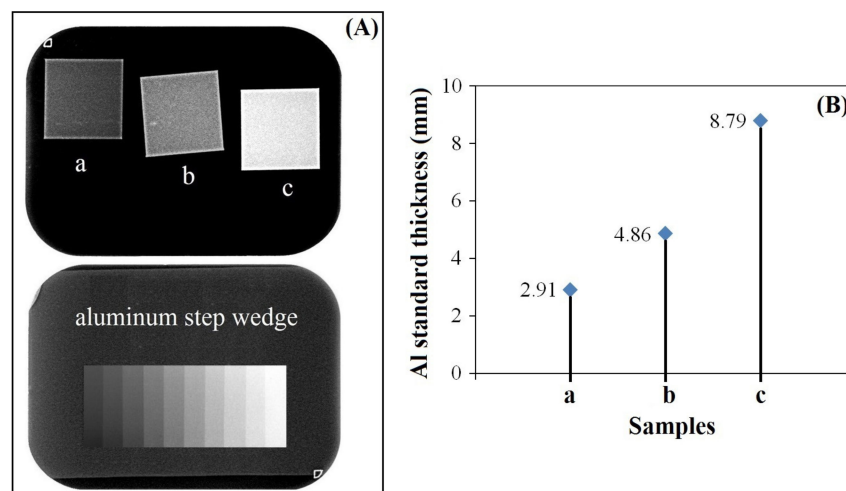 (A)
a
b
c
aluminum step wedge
(B)
Al standard thickness (mm)
10
8
6
4
2
0
2.91
4.86
8.79
a
b
c
Samples